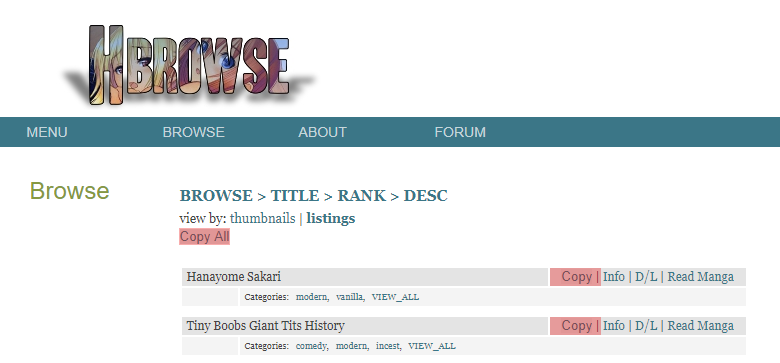 HBROWSE
MENU BROWSE ABOUT FORUM
Browse
BROWSE > TITLE > RANK > DESC
view by: thumbnails | listings
Copy All
Hanayome Sakari Copy | Info | D/L | Read Manga
Categories: modern, vanilla, VIEW_ALL
Tiny Boobs Giant Tits History Copy | Info | D/L | Read Manga
Categories: comedy, modern, incest, VIEW_ALL